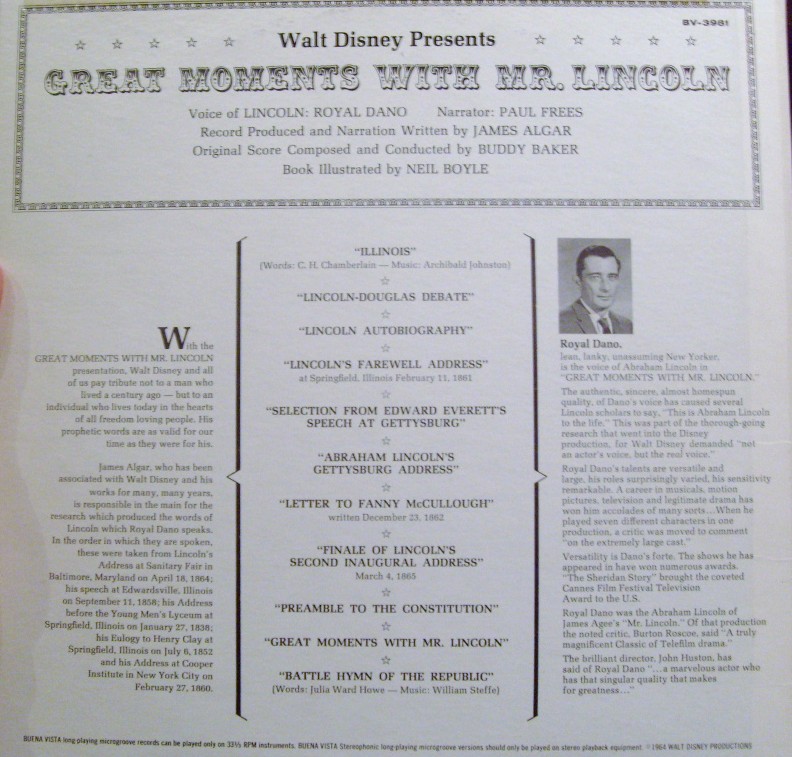 BV-3981
Walt Disney Presents
GREAT MOMENTS WITH MR. LINCOLN
Voice of LINCOLN: ROYAL DANO Narrator: PAUL FREES
Record Produced and Narration Written by JAMES ALGAR
Original Score Composed and Conducted by BUDDY BAKER
Book Illustrated by NEIL BOYLE
With the
GREAT MOMENTS WITH MR. LINCOLN
presentation, Walt Disney and all
of us pay tribute not to a man who
lived a century ago — but to an
individual who lives today in the hearts
of all freedom loving people. His
prophetic words are as valid for our
time as they were for his.
James Algar, who has been
associated with Walt Disney and his
works for many, many years,
is responsible in the main for the
research which produced the words of
Lincoln which Royal Dano speaks.
In the order in which they are spoken,
these were taken from Lincoln's
Address at Sanitary Fair in
Baltimore, Maryland on April 18, 1864;
his speech at Edwardsville, Illinois
on September 11, 1858; his Address
before the Young Men's Lyceum at
Springfield, Illinois on January 27, 1838;
his Eulogy to Henry Clay at
Springfield, Illinois on July 6, 1852
and his Address at Cooper
Institute in New York City on
February 27, 1860.
"ILLINOIS"
(Words: C. H. Chamberlain — Music: Archibald Johnston)
"LINCOLN-DOUGLAS DEBATE"
"LINCOLN AUTOBIOGRAPHY"
"LINCOLN'S FAREWELL ADDRESS"
at Springfield, Illinois February 11, 1861
"SELECTION FROM EDWARD EVERETT'S
SPEECH AT GETTYSBURG"
"ABRAHAM LINCOLN'S
GETTYSBURG ADDRESS"
"LETTER TO FANNY McCULLOUGH"
written December 23, 1862
"FINALE OF LINCOLN'S
SECOND INAUGURAL ADDRESS"
March 4, 1865
"PREAMBLE TO THE CONSTITUTION"
"GREAT MOMENTS WITH MR. LINCOLN"
"BATTLE HYMN OF THE REPUBLIC"
(Words: Julia Ward Howe — Music: William Steffe)
Royal Dano,
lean, lanky, unassuming New Yorker,
is the voice of Abraham Lincoln in
"GREAT MOMENTS WITH MR. LINCOLN."
The authentic, sincere, almost homespun
quality, of Dano's voice has caused several
Lincoln scholars to say, "This is Abraham Lincoln
to the life." This was part of the thorough-going
research that went into the Disney
production, for Walt Disney demanded "not
an actor's voice, but the real voice."
Royal Dano's talents are versatile and
large, his roles surprisingly varied, his sensitivity
remarkable. A career in musicals, motion
pictures, television and legitimate drama has
won him accolades of many sorts...When he
played seven different characters in one
production, a critic was moved to comment
"on the extremely large cast."
Versatility is Dano's forte. The shows he has
appeared in have won numerous awards.
"The Sheridan Story" brought the coveted
Cannes Film Festival Television
Award to the U.S.
Royal Dano was the Abraham Lincoln of
James Agee's "Mr. Lincoln." Of that production
the noted critic, Burton Roscoe, said "A truly
magnificent Classic of Telefilm drama."
The brilliant director, John Huston, has
said of Royal Dano "...a marvelous actor who
has that singular quality that makes
for greatness..."
BUENA VISTA long-playing microgroove records can be played only on 33⅓ RPM instruments. BUENA VISTA Stereophonic long-playing microgroove versions should only be played on stereo playback equipment. ©1964 WALT DISNEY PRODUCTIONS